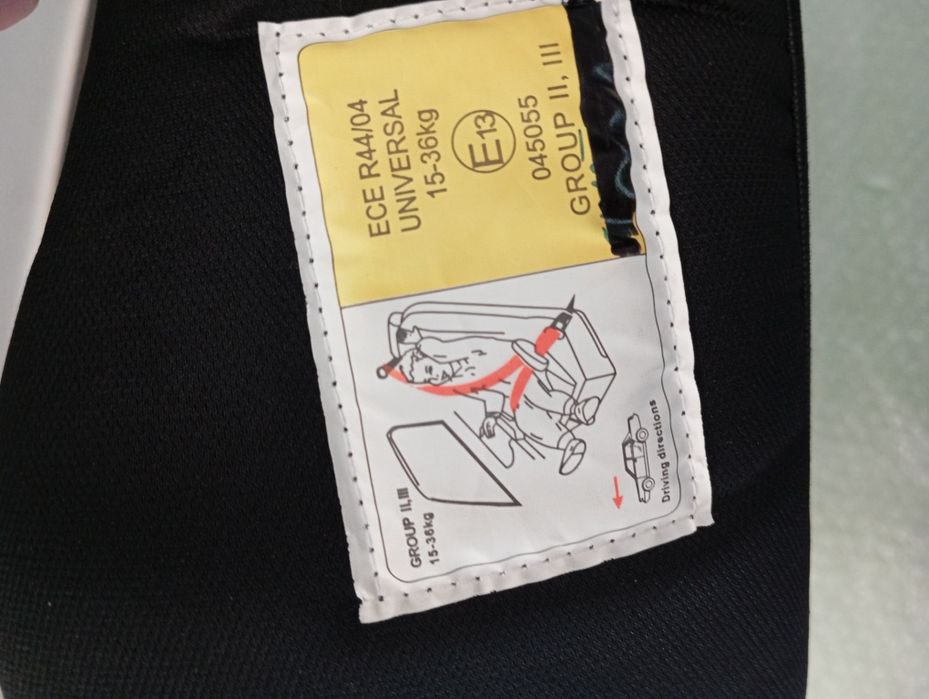 ECE R44/04
UNIVERSAL
15-36kg
E13
045055
GROUP II, III
GROUP II,III
15-36kg
Driving directions